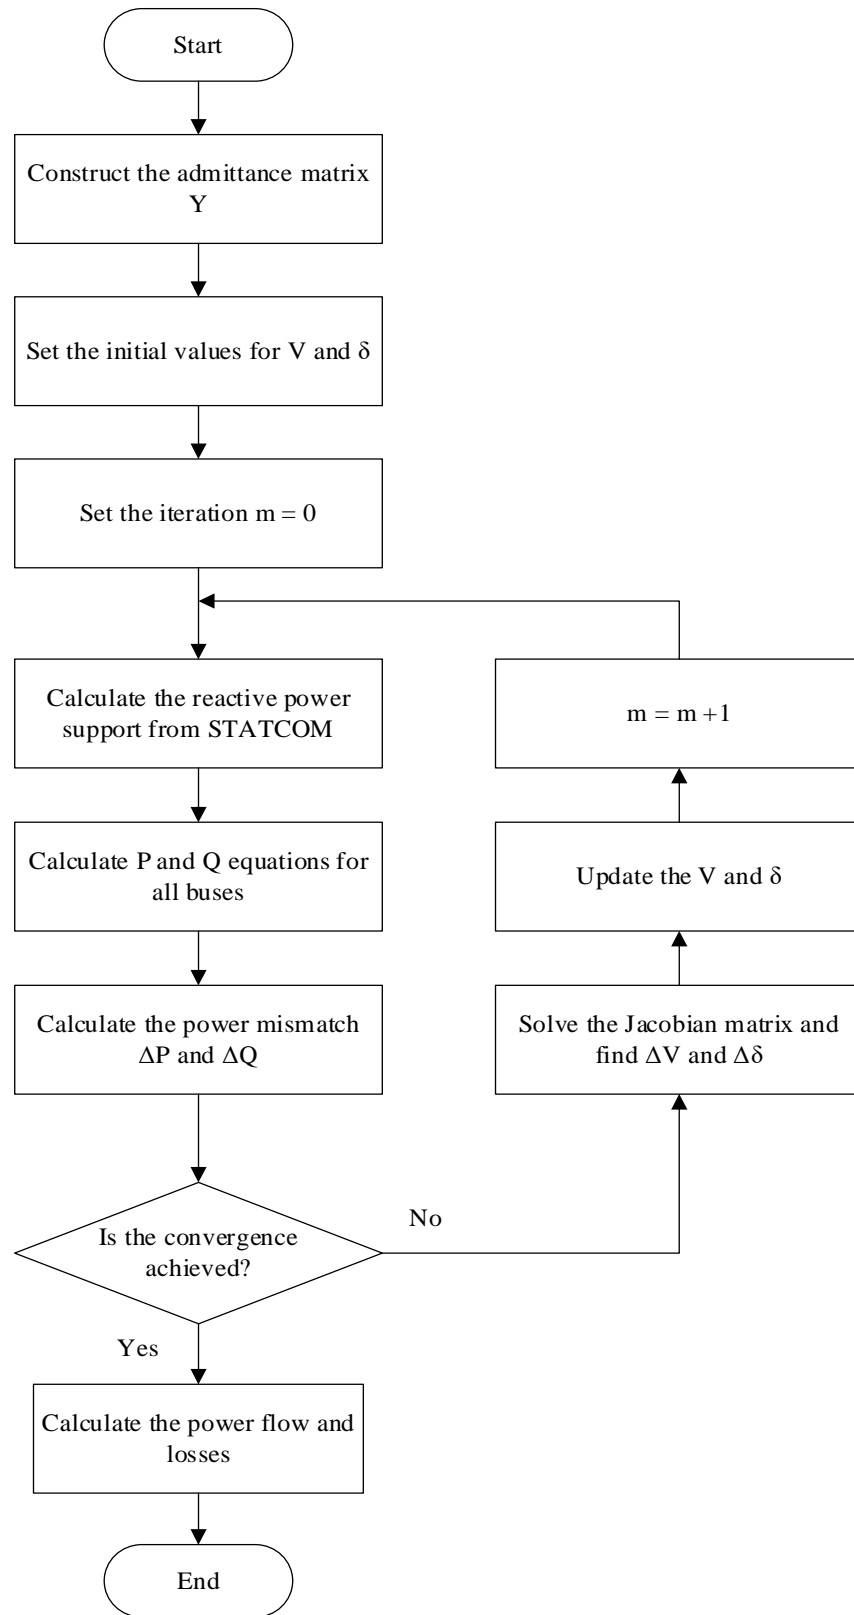 Start
Construct the admittance matrix
Y
Set the initial values for V and δ
Set the iteration m = 0
Calculate the reactive power
support from STATCOM
m = m +1
Calculate P and Q equations for
all buses
Update the V and δ
Calculate the power mismatch
ΔP and ΔQ
Solve the Jacobian matrix and
find ΔV and Δδ
Is the convergence
achieved?
No
Yes
Calculate the power flow and
losses
End